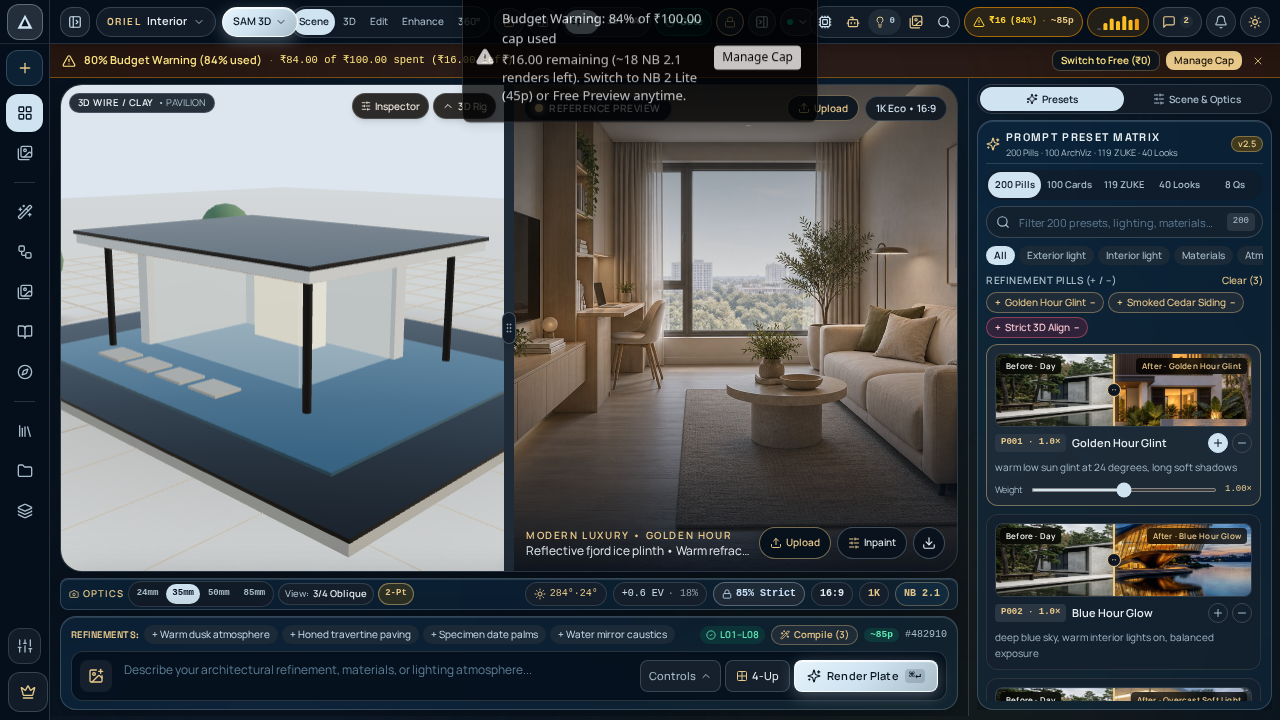 ORIEL Interior
SAM 3D
Scene
3D
Edit
Enhance
360°
0
₹16 (84%) · ~85p
2
Budget Warning: 84% of ₹100.00
cap used
₹16.00 remaining (~18 NB 2.1
renders left). Switch to NB 2 Lite
(45p) or Free Preview anytime.
Manage Cap
80% Budget Warning (84% used) · ₹84.00 of ₹100.00 spent (₹16.0
Switch to Free (₹0)
Manage Cap
3D WIRE / CLAY • PAVILION
Inspector
3D Rig
REFERENCE PREVIEW
Upload
1K Eco • 16:9
MODERN LUXURY • GOLDEN HOUR
Reflective fjord ice plinth • Warm refrac...
Upload
Inpaint
OPTICS
24mm
35mm
50mm
85mm
View: 3/4 Oblique
2-Pt
284°·24°
+0.6 EV · 18%
85% Strict
16:9
1K
NB 2.1
REFINEMENTS:
+ Warm dusk atmosphere
+ Honed travertine paving
+ Specimen date palms
+ Water mirror caustics
L01–L08
Compile (3)
~85p
#482910
Describe your architectural refinement, materials, or lighting atmosphere...
Controls
4-Up
Render Plate
⌘↵
Presets
Scene & Optics
PROMPT PRESET MATRIX
200 Pills · 100 ArchViz · 119 ZUKE · 40 Looks
v2.5
200 Pills
100 Cards
119 ZUKE
40 Looks
8 Qs
Filter 200 presets, lighting, materials...
200
All
Exterior light
Interior light
Materials
Atm
REFINEMENT PILLS (+ / −)
Clear (3)
+ Golden Hour Glint −
+ Smoked Cedar Siding −
+ Strict 3D Align −
Before · Day
After · Golden Hour Glint
P001 · 1.0×
Golden Hour Glint
warm low sun glint at 24 degrees, long soft shadows
Weight
1.00×
Before · Day
After · Blue Hour Glow
P002 · 1.0×
Blue Hour Glow
deep blue sky, warm interior lights on, balanced
exposure
Before · Day
After · Overcast Soft Light